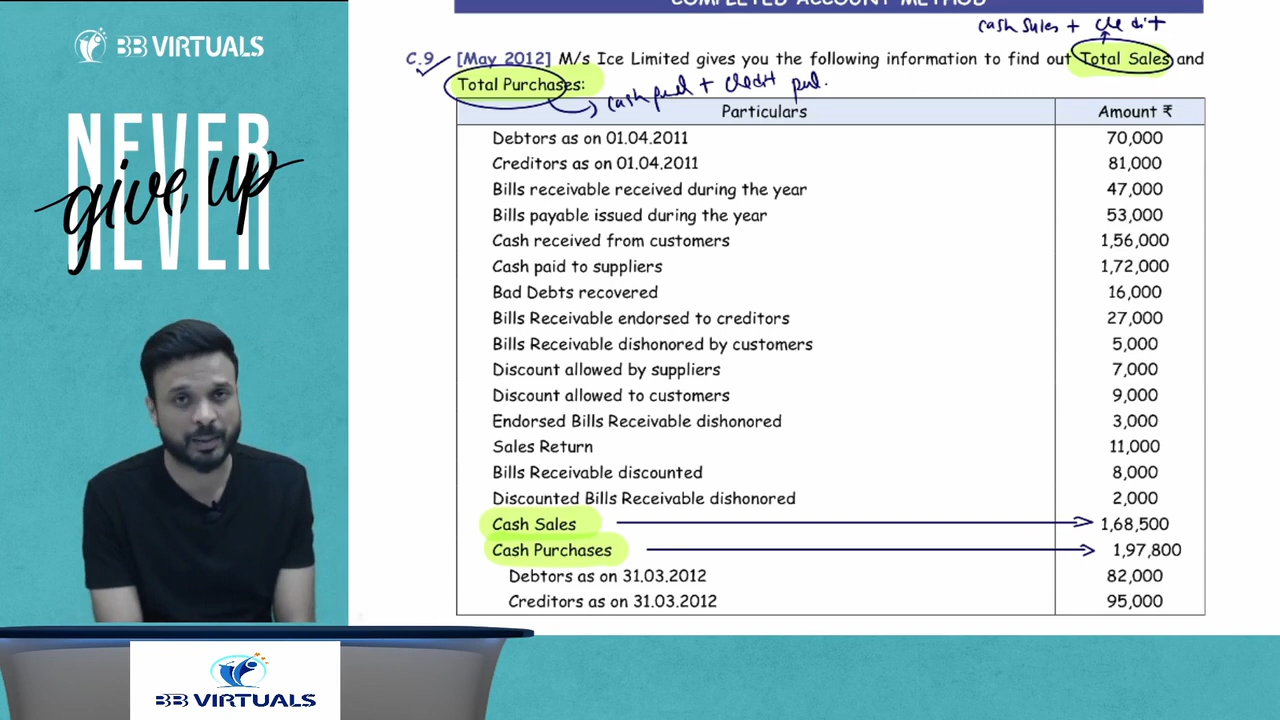 BB VIRTUALS
NEVER
give up
NEVER
cash sales + credit
C.9 [May 2012] M/s Ice Limited gives you the following information to find out Total Sales and
Total Purchases:
cash pur + credit pur.
Particulars Amount ₹
Debtors as on 01.04.2011 70,000
Creditors as on 01.04.2011 81,000
Bills receivable received during the year 47,000
Bills payable issued during the year 53,000
Cash received from customers 1,56,000
Cash paid to suppliers 1,72,000
Bad Debts recovered 16,000
Bills Receivable endorsed to creditors 27,000
Bills Receivable dishonored by customers 5,000
Discount allowed by suppliers 7,000
Discount allowed to customers 9,000
Endorsed Bills Receivable dishonored 3,000
Sales Return 11,000
Bills Receivable discounted 8,000
Discounted Bills Receivable dishonored 2,000
Cash Sales 1,68,500
Cash Purchases 1,97,800
Debtors as on 31.03.2012 82,000
Creditors as on 31.03.2012 95,000
BB VIRTUALS